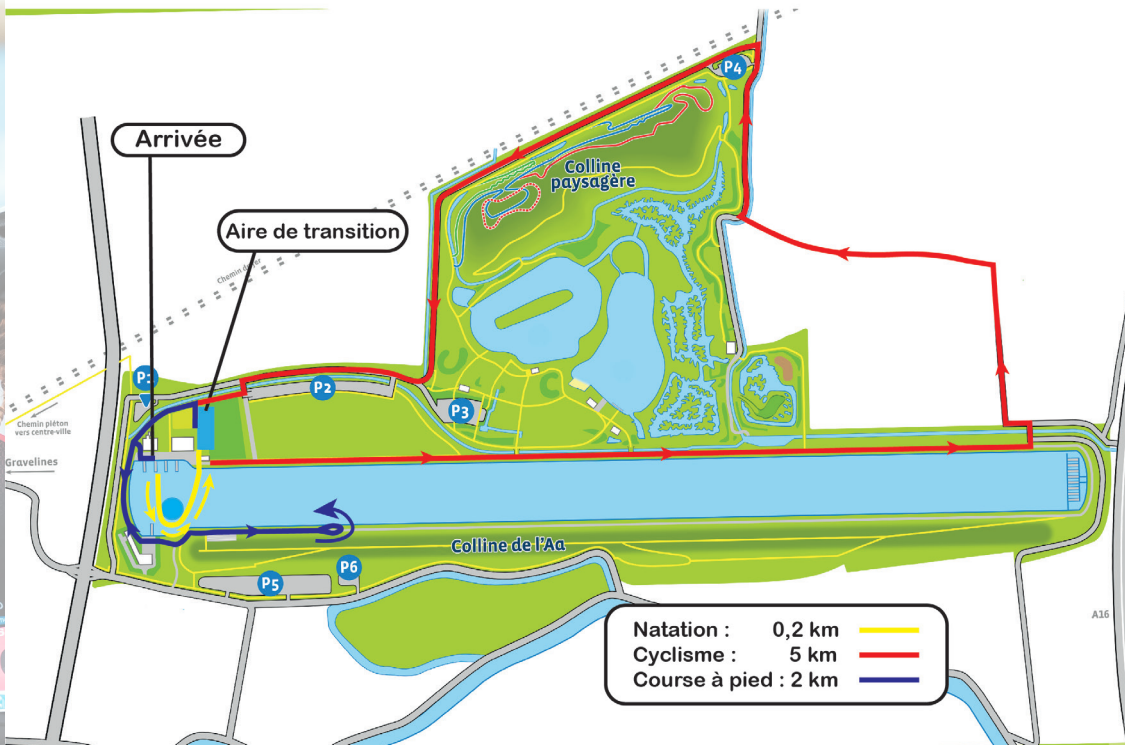 P4
Arrivée
Colline
paysagère
Aire de transition
Chemin de fer
P2
P3
Chemin piéton
vers centre-ville
Gravelines
Colline de l'Aa
P6
P5
A16
Natation : 0,2 km
Cyclisme : 5 km
Course à pied : 2 km